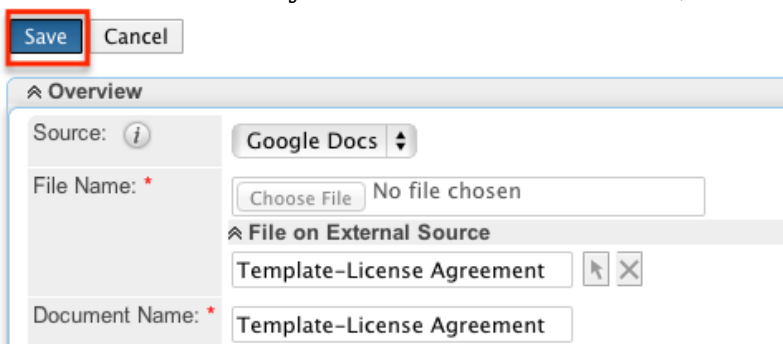 Save Cancel
Overview
Source: i Google Docs
File Name: * Choose File No file chosen
File on External Source
Template-License Agreement
Document Name: * Template-License Agreement